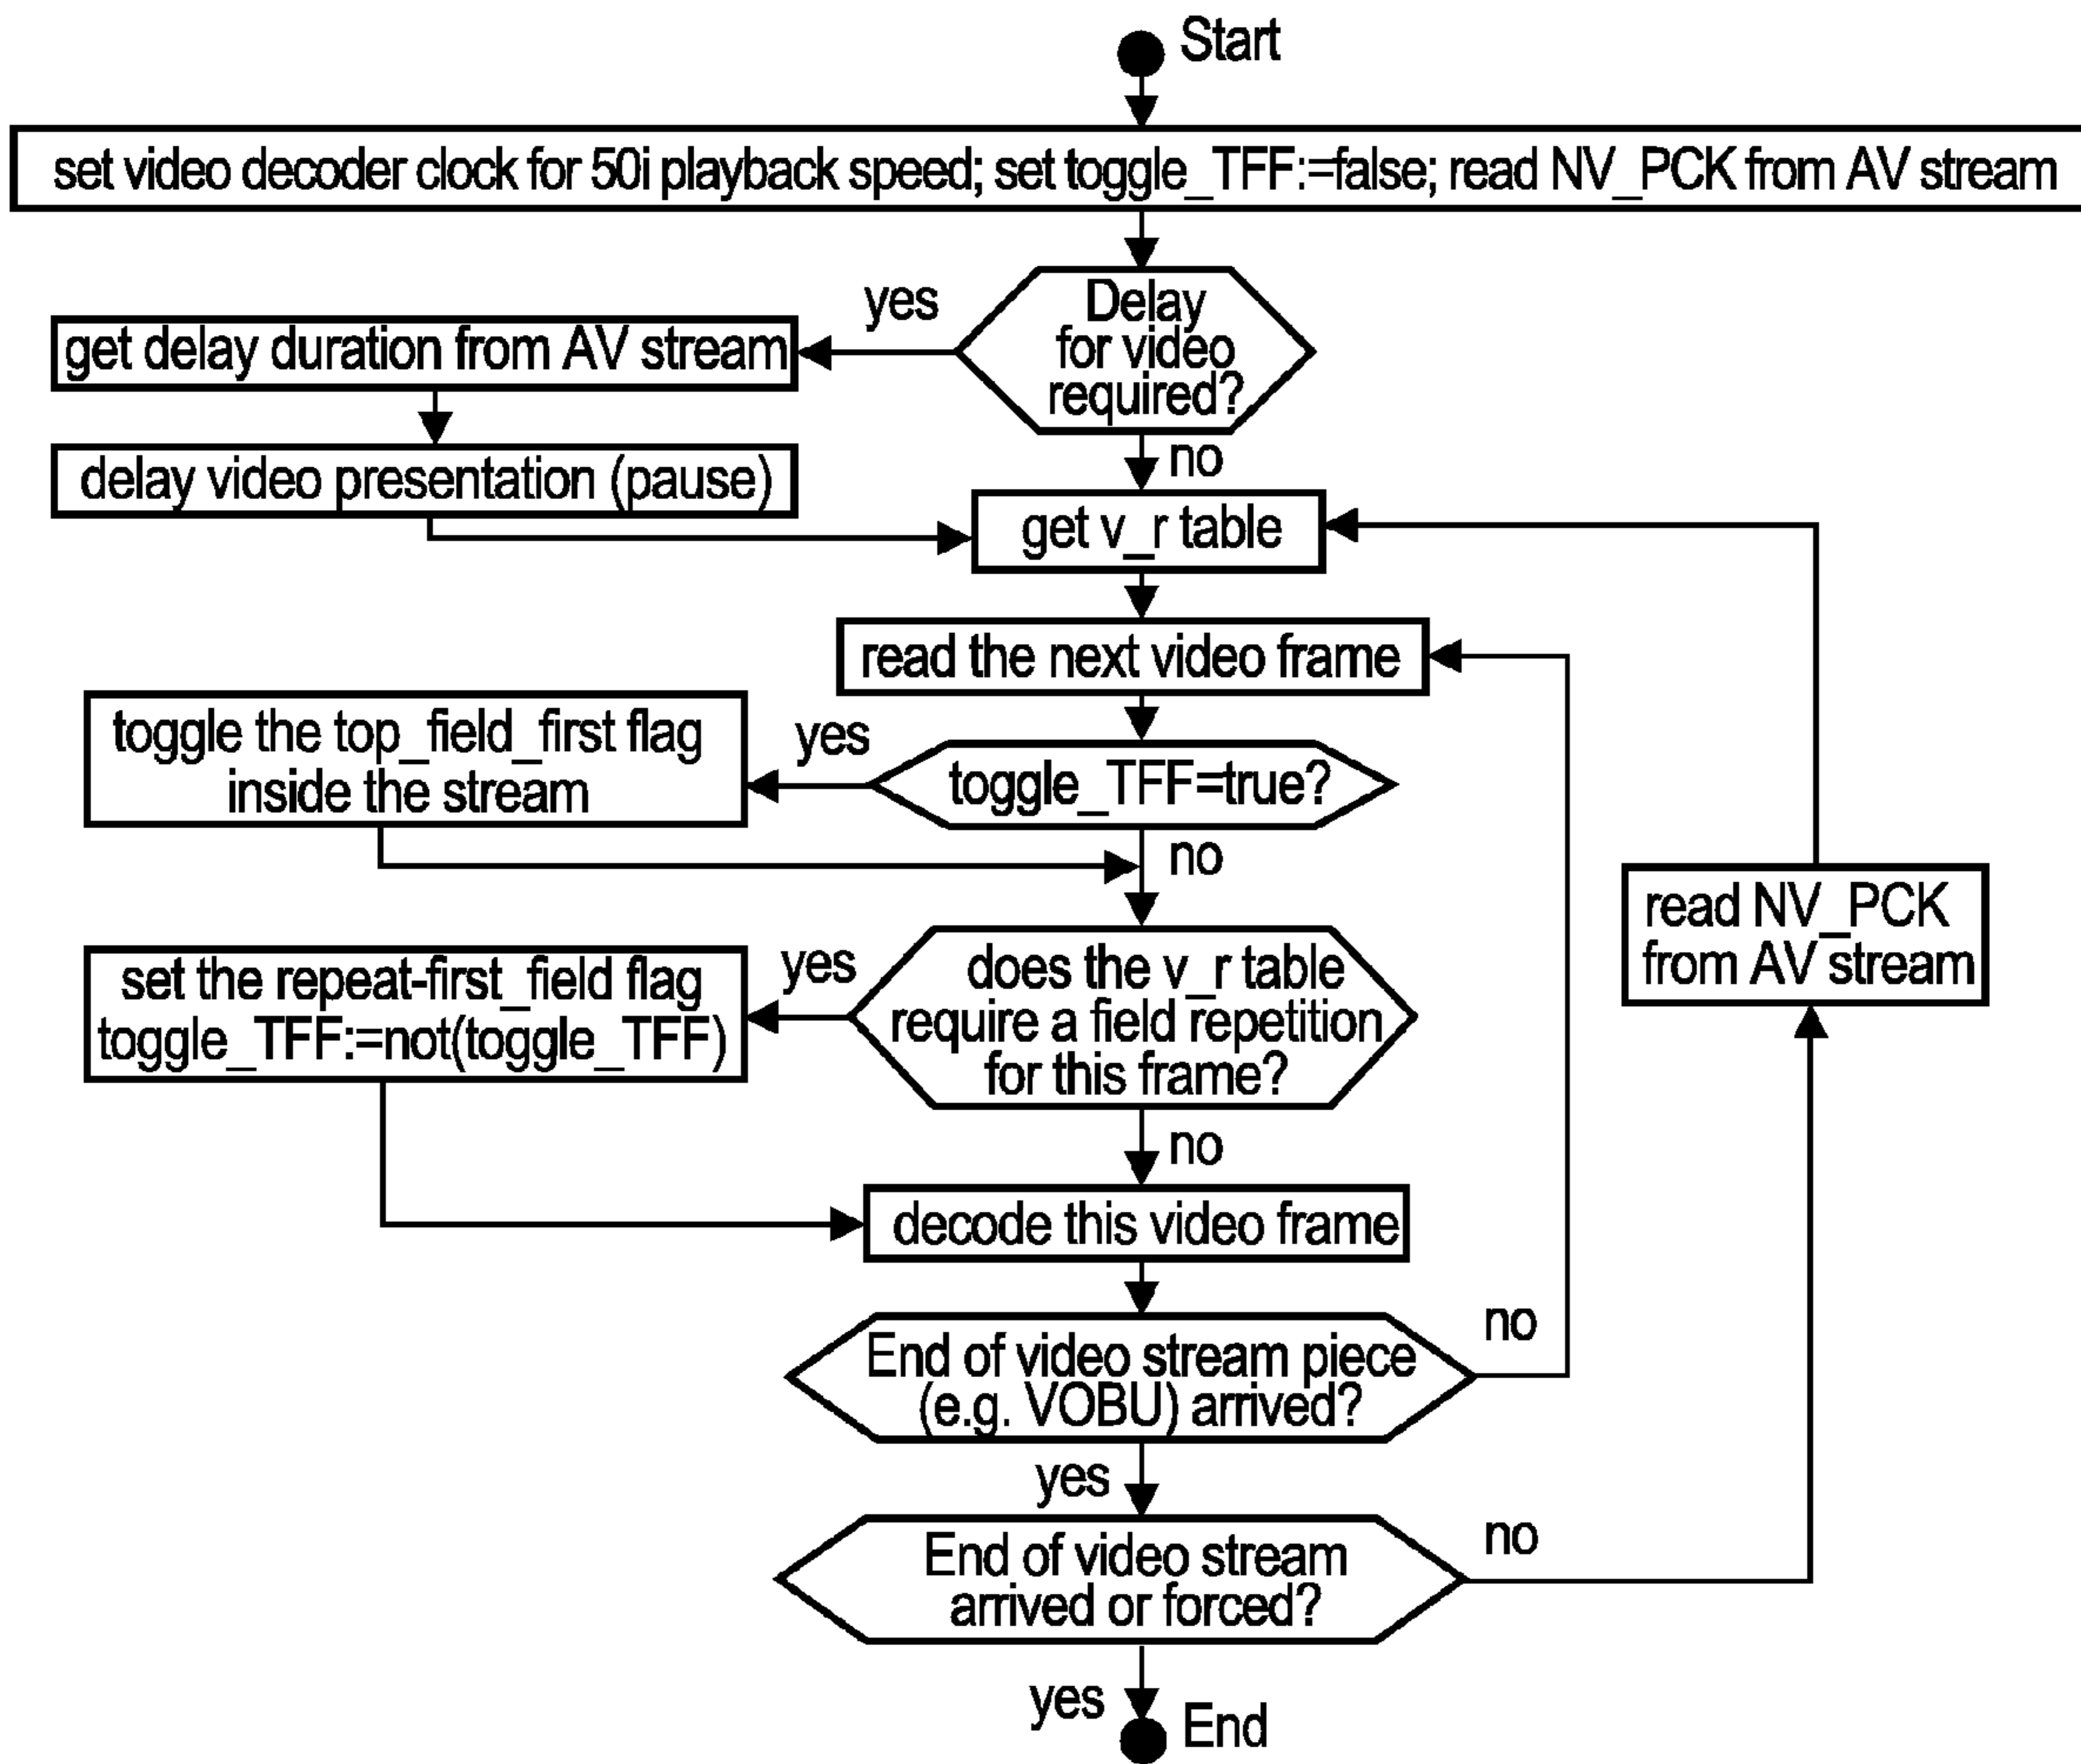 Start
set video decoder clock for 50i playback speed; set toggle_TFF:=false; read NV_PCK from AV stream
Delay
for video
required?
yes
get delay duration from AV stream
delay video presentation (pause)
no
get v_r table
read the next video frame
toggle the top_field_first flag
inside the stream
yes
toggle_TFF=true?
no
read NV_PCK
from AV stream
set the repeat-first_field flag
toggle_TFF:=not(toggle_TFF)
yes
does the v_r table
require a field repetition
for this frame?
no
decode this video frame
End of video stream piece
(e.g. VOBU) arrived?
no
yes
End of video stream
arrived or forced?
no
yes
End